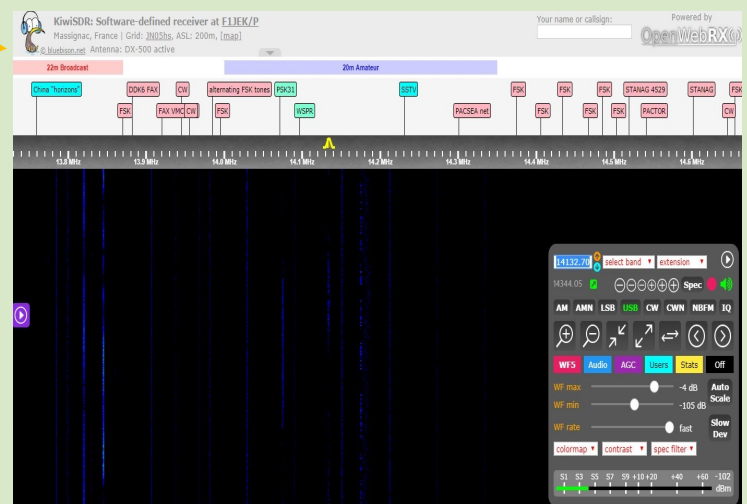 KiwiSDR: Software-defined receiver at F1JEK/P
Massignac, France | Grid: JN05hs, ASL: 200m, [map]
© bluebison.net Antenna: DX-500 active
Your name or callsign:
Powered by
OpenWebRX
22m Broadcast
20m Amateur
China "horizons"
DDK6 FAX
CW
alternating FSK tones
PSK31
SSTV
FSK
FSK
FSK
STANAG 4529
STANAG
FSK
FSK
FAX VMC
CW
FSK
WSPR
PACSEA net
FSK
FSK
FSK
PACTOR
CW
13.8 MHz
13.9 MHz
14.0 MHz
14.1 MHz
14.2 MHz
14.3 MHz
14.4 MHz
14.5 MHz
14.6 MHz
14132.70
select band
extension
14344.05
Spec
AM AMN LSB USB CW CWN NBFM IQ
WF5 Audio AGC Users Stats Off
WF max -4 dB Auto Scale
WF min -105 dB
WF rate fast Slow Dev
colormap contrast spec filter
S1 S3 S5 S7 S9 +10 +20 +40 +60 -102 dBm